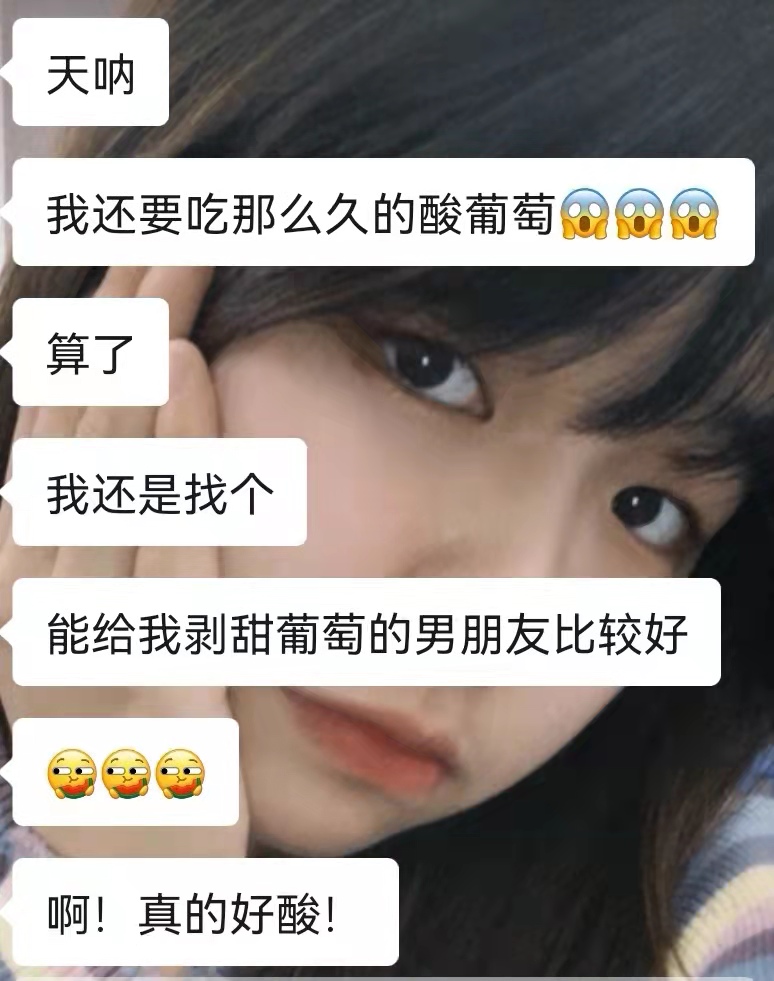 天呐
我还要吃那么久的酸葡萄😱😱😱
算了
我还是找个
能给我剥甜葡萄的男朋友比较好
啊！真的好酸！